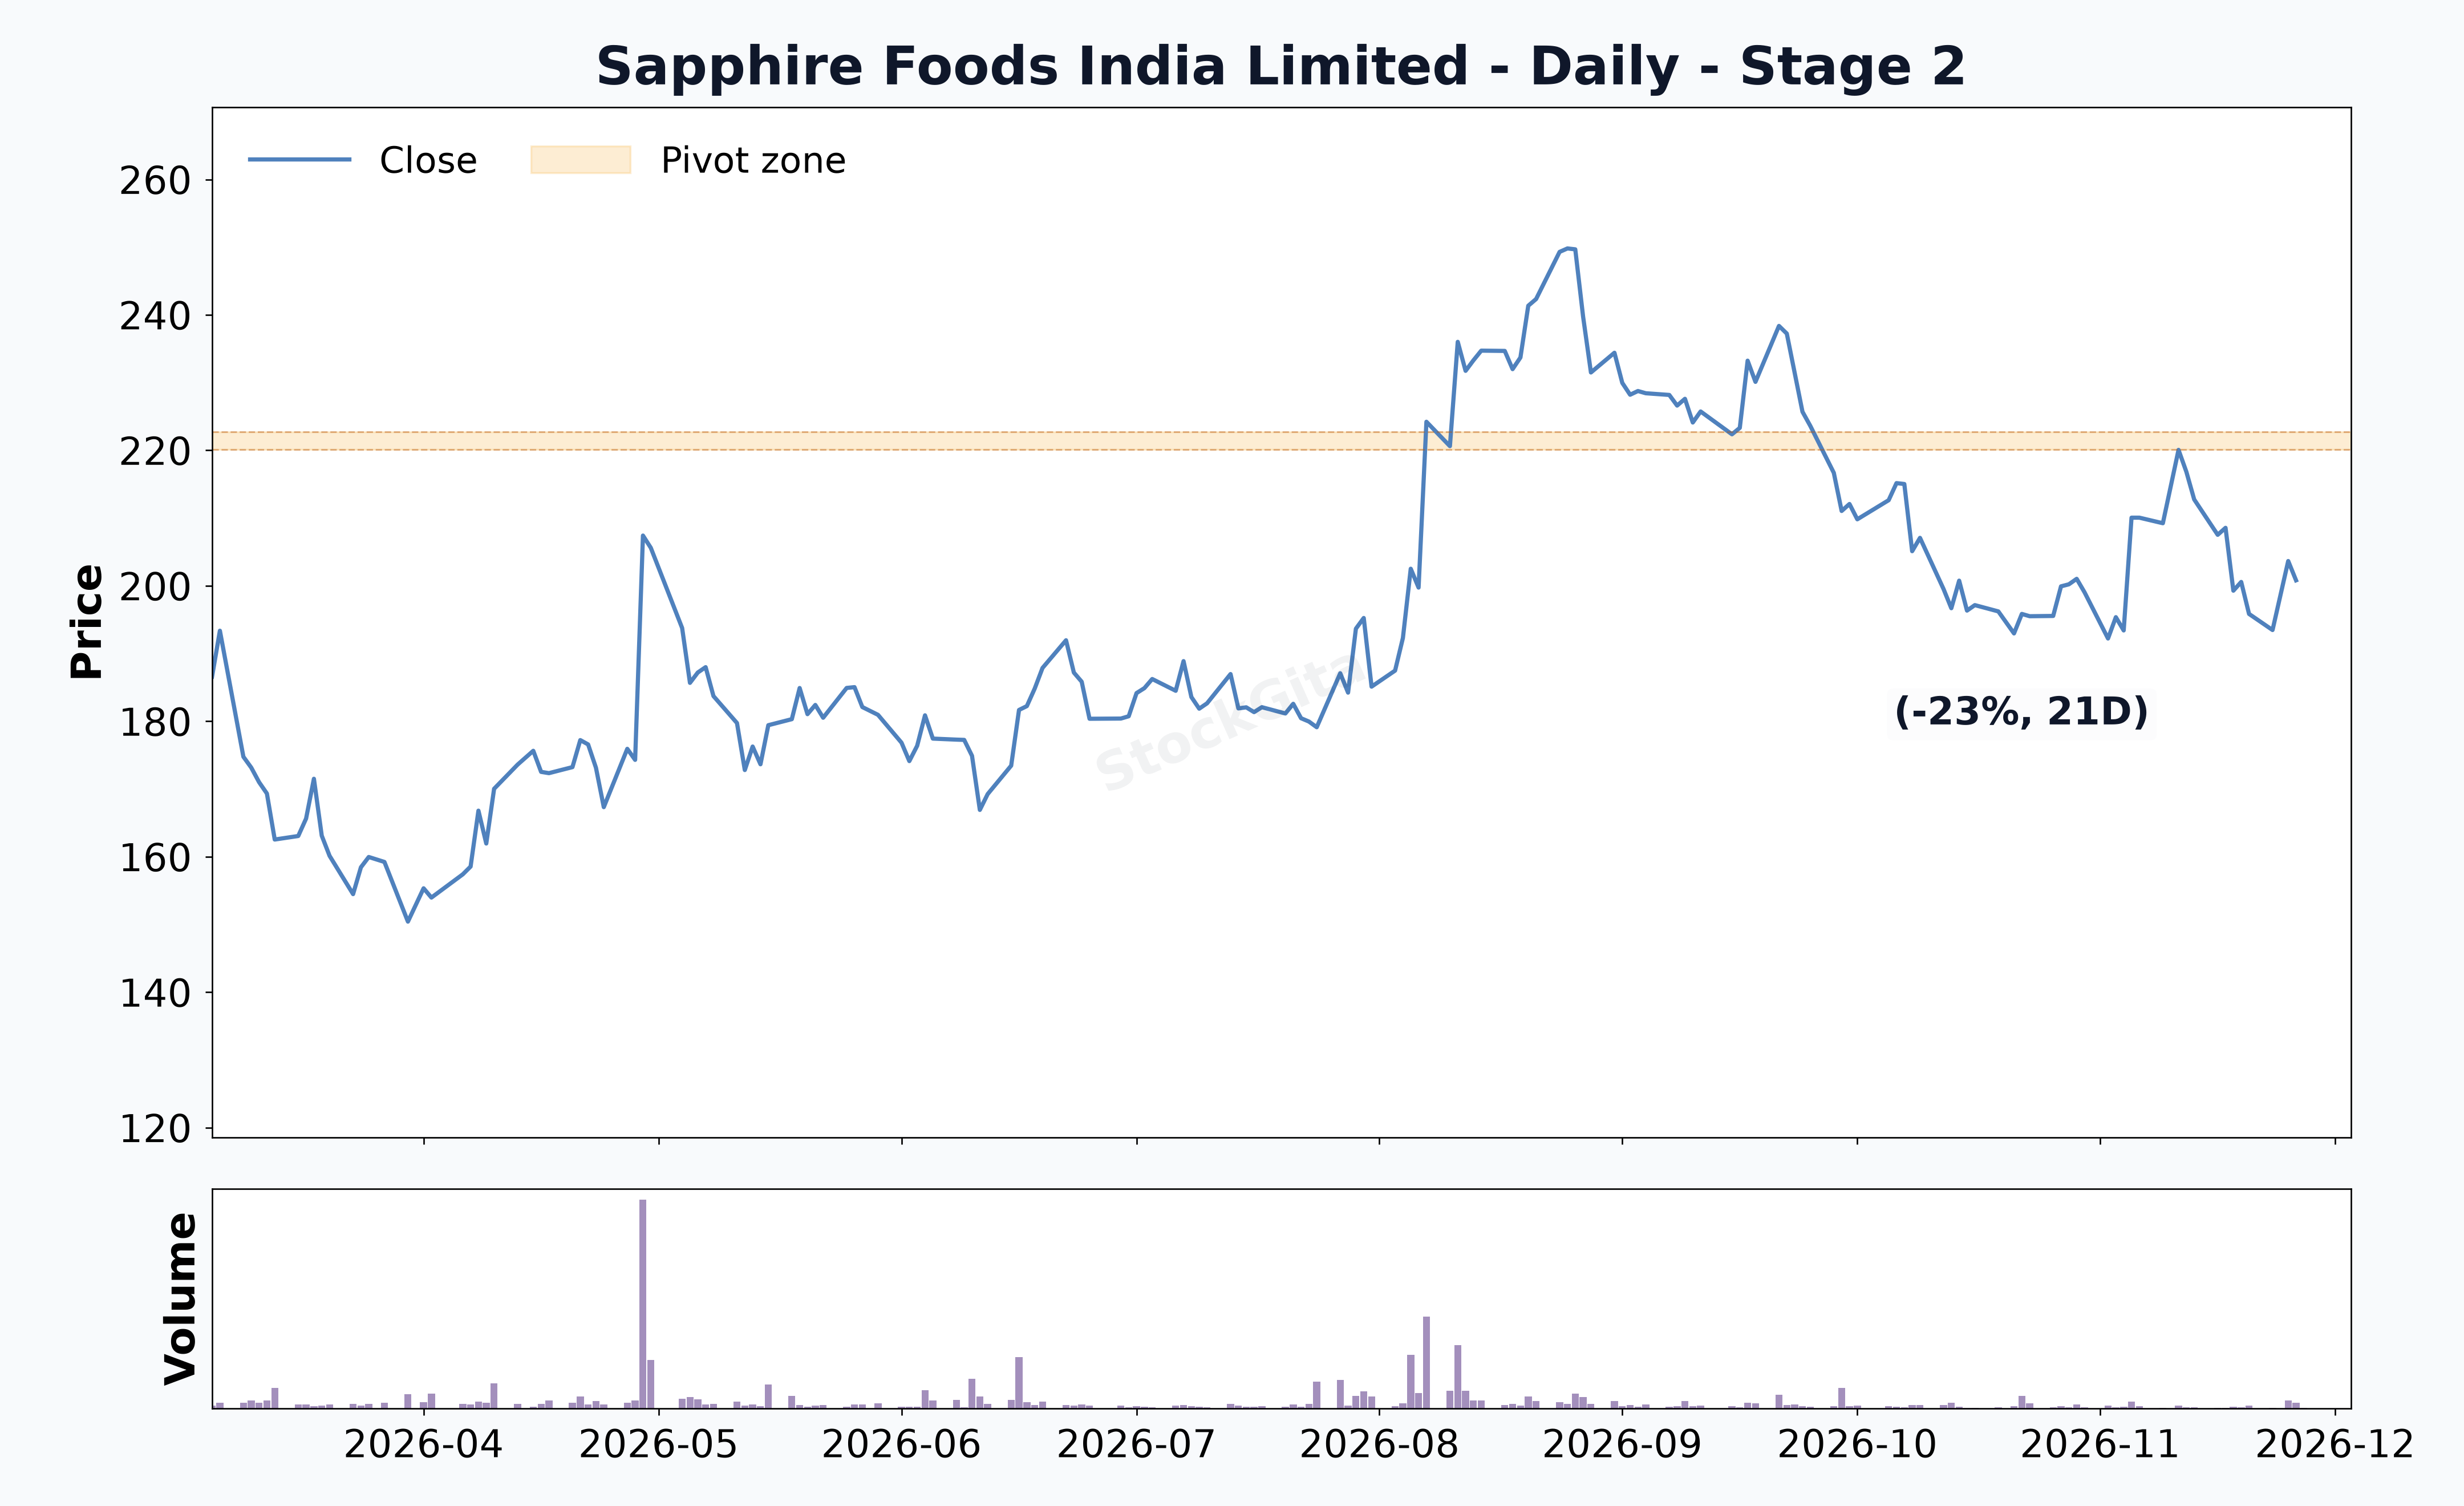 Sapphire Foods India Limited - Daily - Stage 2
Close
Pivot zone
260
240
220
200
180
160
140
120
Price
StockGita
(-23%, 21D)
Volume
2026-04
2026-05
2026-06
2026-07
2026-08
2026-09
2026-10
2026-11
2026-12